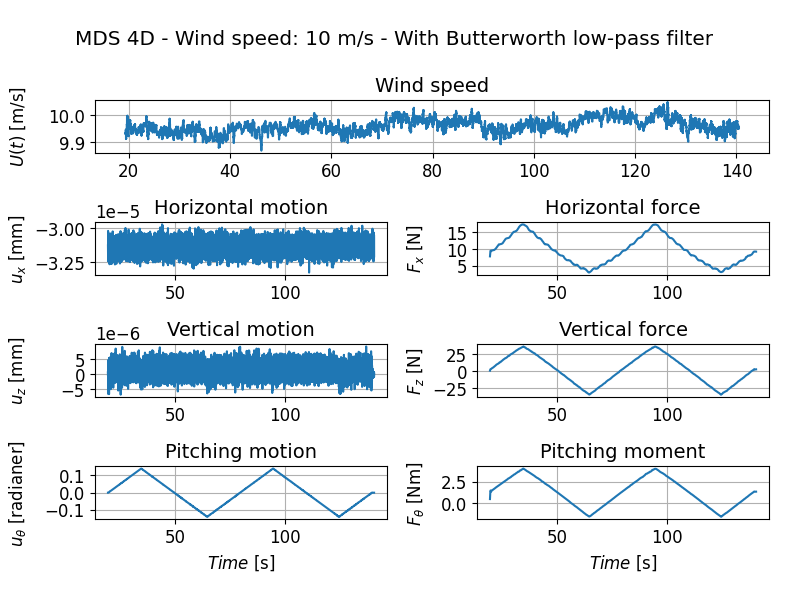 MDS 4D - Wind speed: 10 m/s - With Butterworth low-pass filter
Wind speed
U(t) [m/s]
10.0
9.9
20 40 60 80 100 120 140
1e−5
Horizontal motion
u_x [mm]
−3.00
−3.25
50 100
Horizontal force
F_x [N]
15
10
5
50 100
1e−6
Vertical motion
u_z [mm]
5
0
−5
50 100
Vertical force
F_z [N]
25
0
−25
50 100
Pitching motion
u_θ [radianer]
0.1
0.0
−0.1
50 100
Time [s]
Pitching moment
F_θ [Nm]
2.5
0.0
50 100
Time [s]